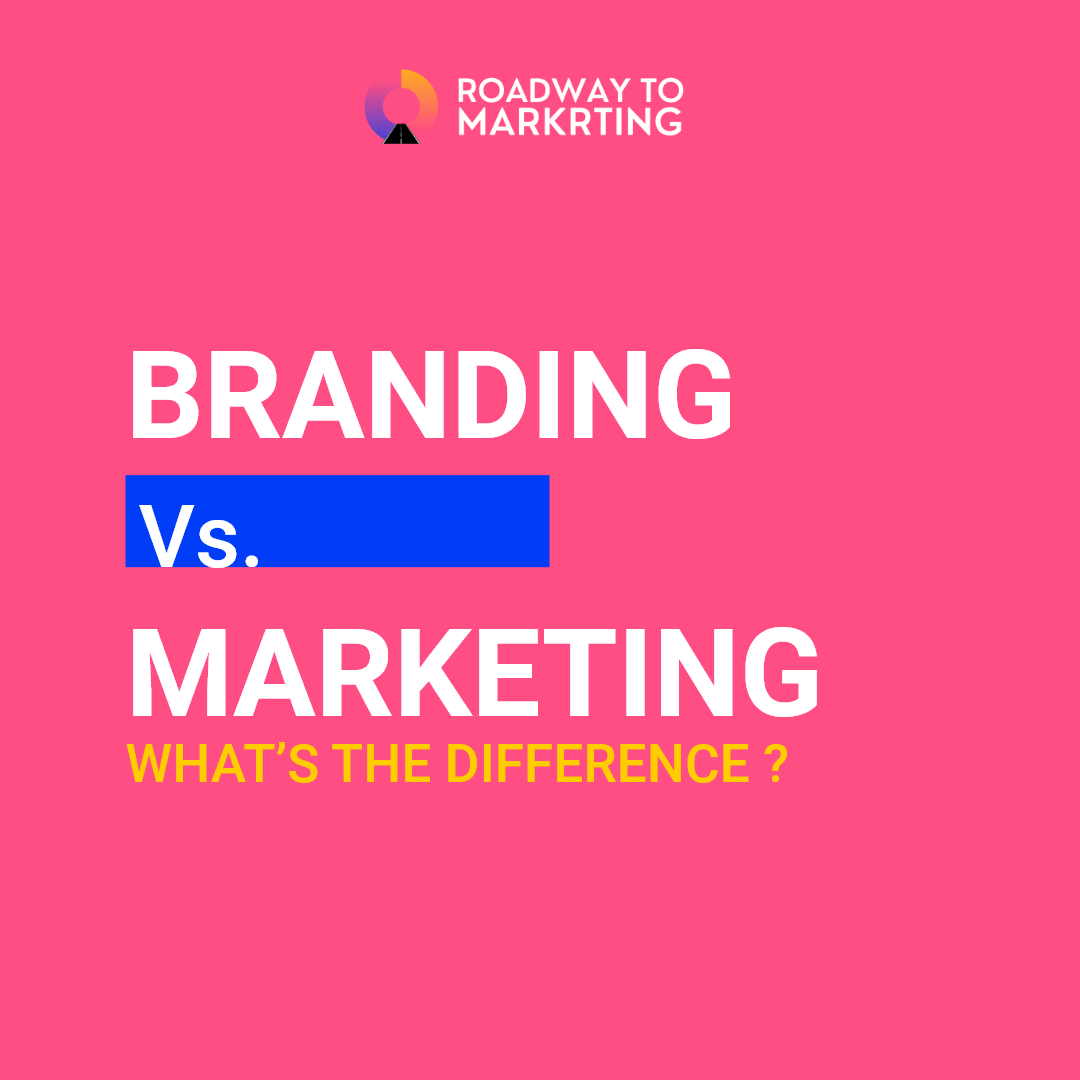 ROADWAY TO
MARKRTING
BRANDING
Vs.
MARKETING
WHAT’S THE DIFFERENCE ?